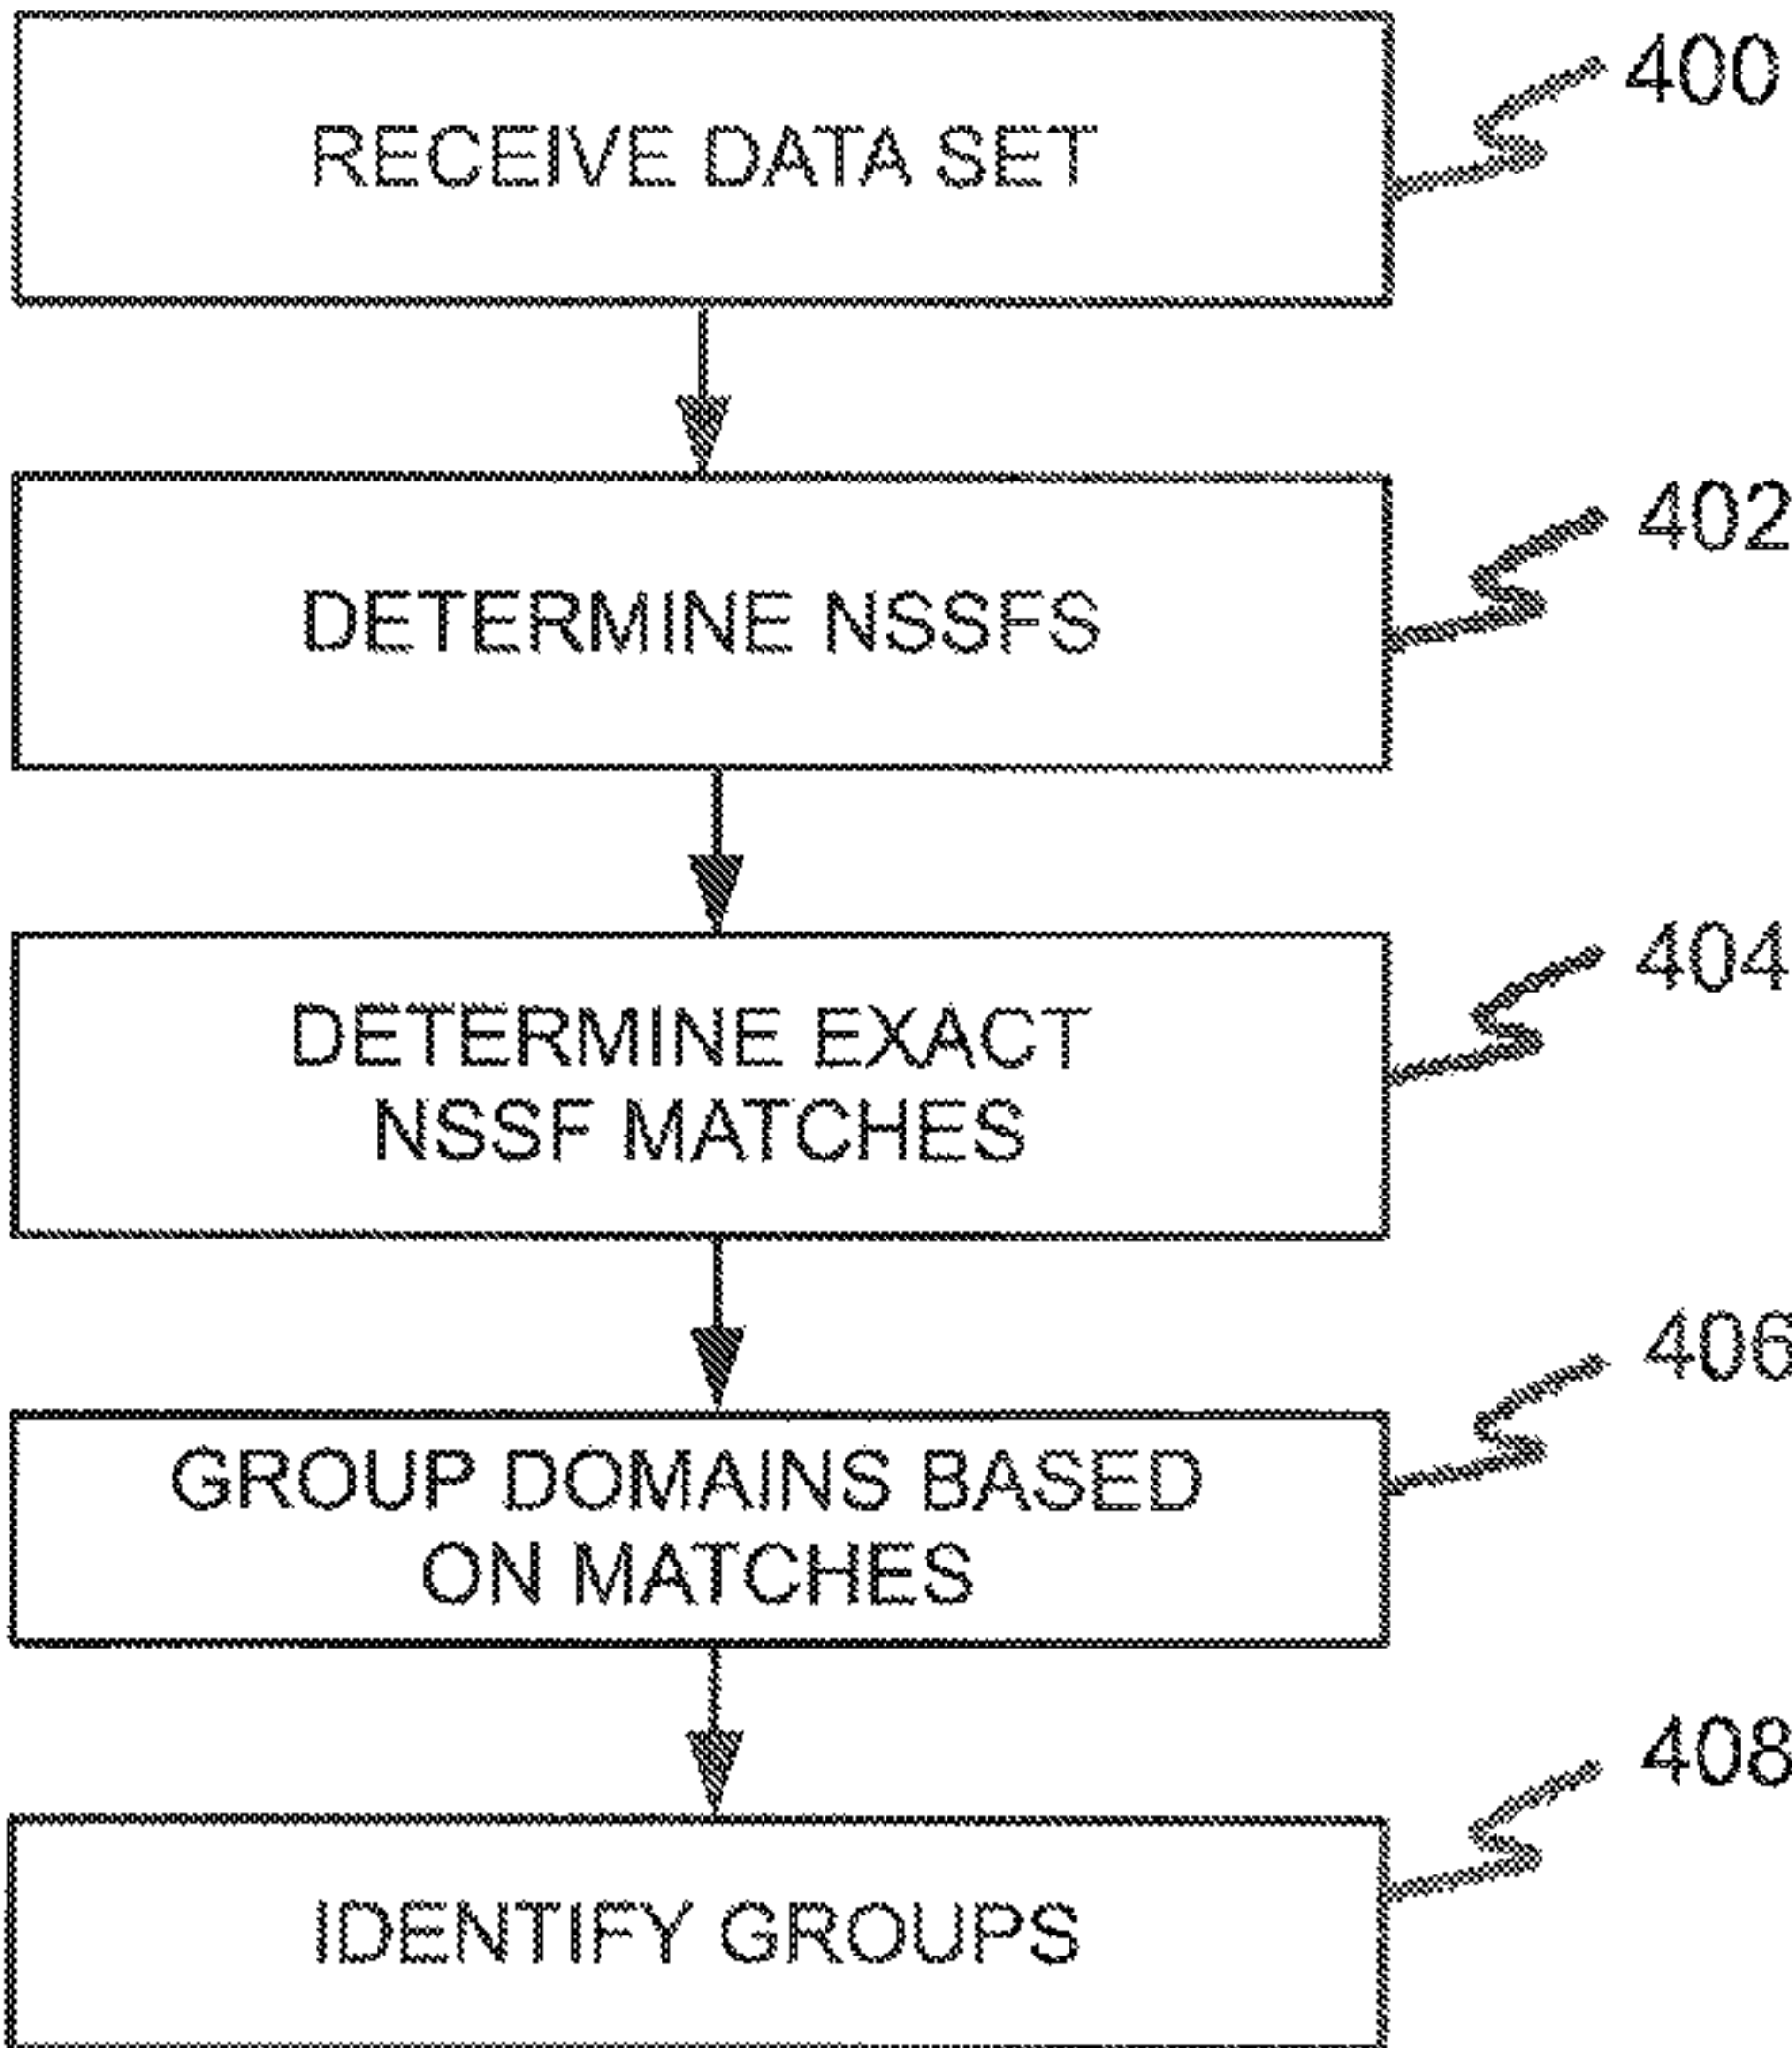 RECEIVE DATA SET
400
DETERMINE NSSFS
402
DETERMINE EXACT
NSSF MATCHES
404
GROUP DOMAINS BASED
ON MATCHES
406
IDENTIFY GROUPS
408